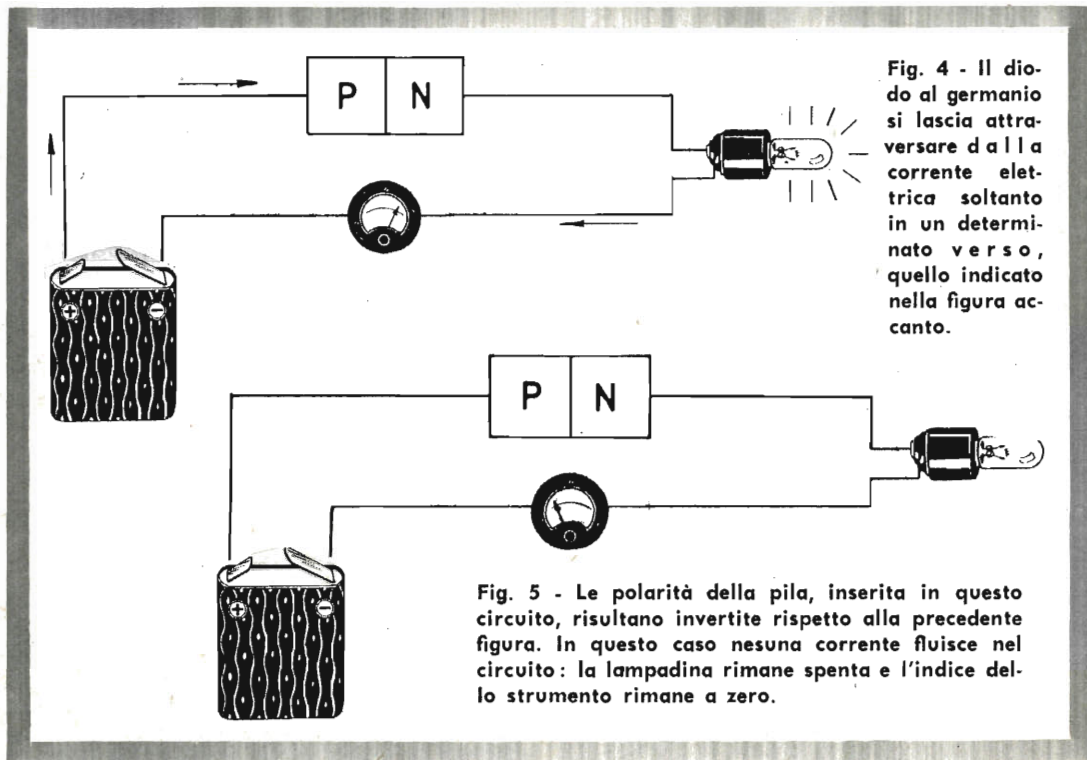 P N
Fig. 4 - Il dio-
do al germanio
si lascia attra-
versare dalla
corrente elet-
trica soltanto
in un determi-
nato verso,
quello indicato
nella figura ac-
canto.
+ −
P N
+ −
Fig. 5 - Le polarità della pila, inserita in questo
circuito, risultano invertite rispetto alla precedente
figura. In questo caso nessuna corrente fluisce nel
circuito : la lampadina rimane spenta e l'indice del-
lo strumento rimane a zero.